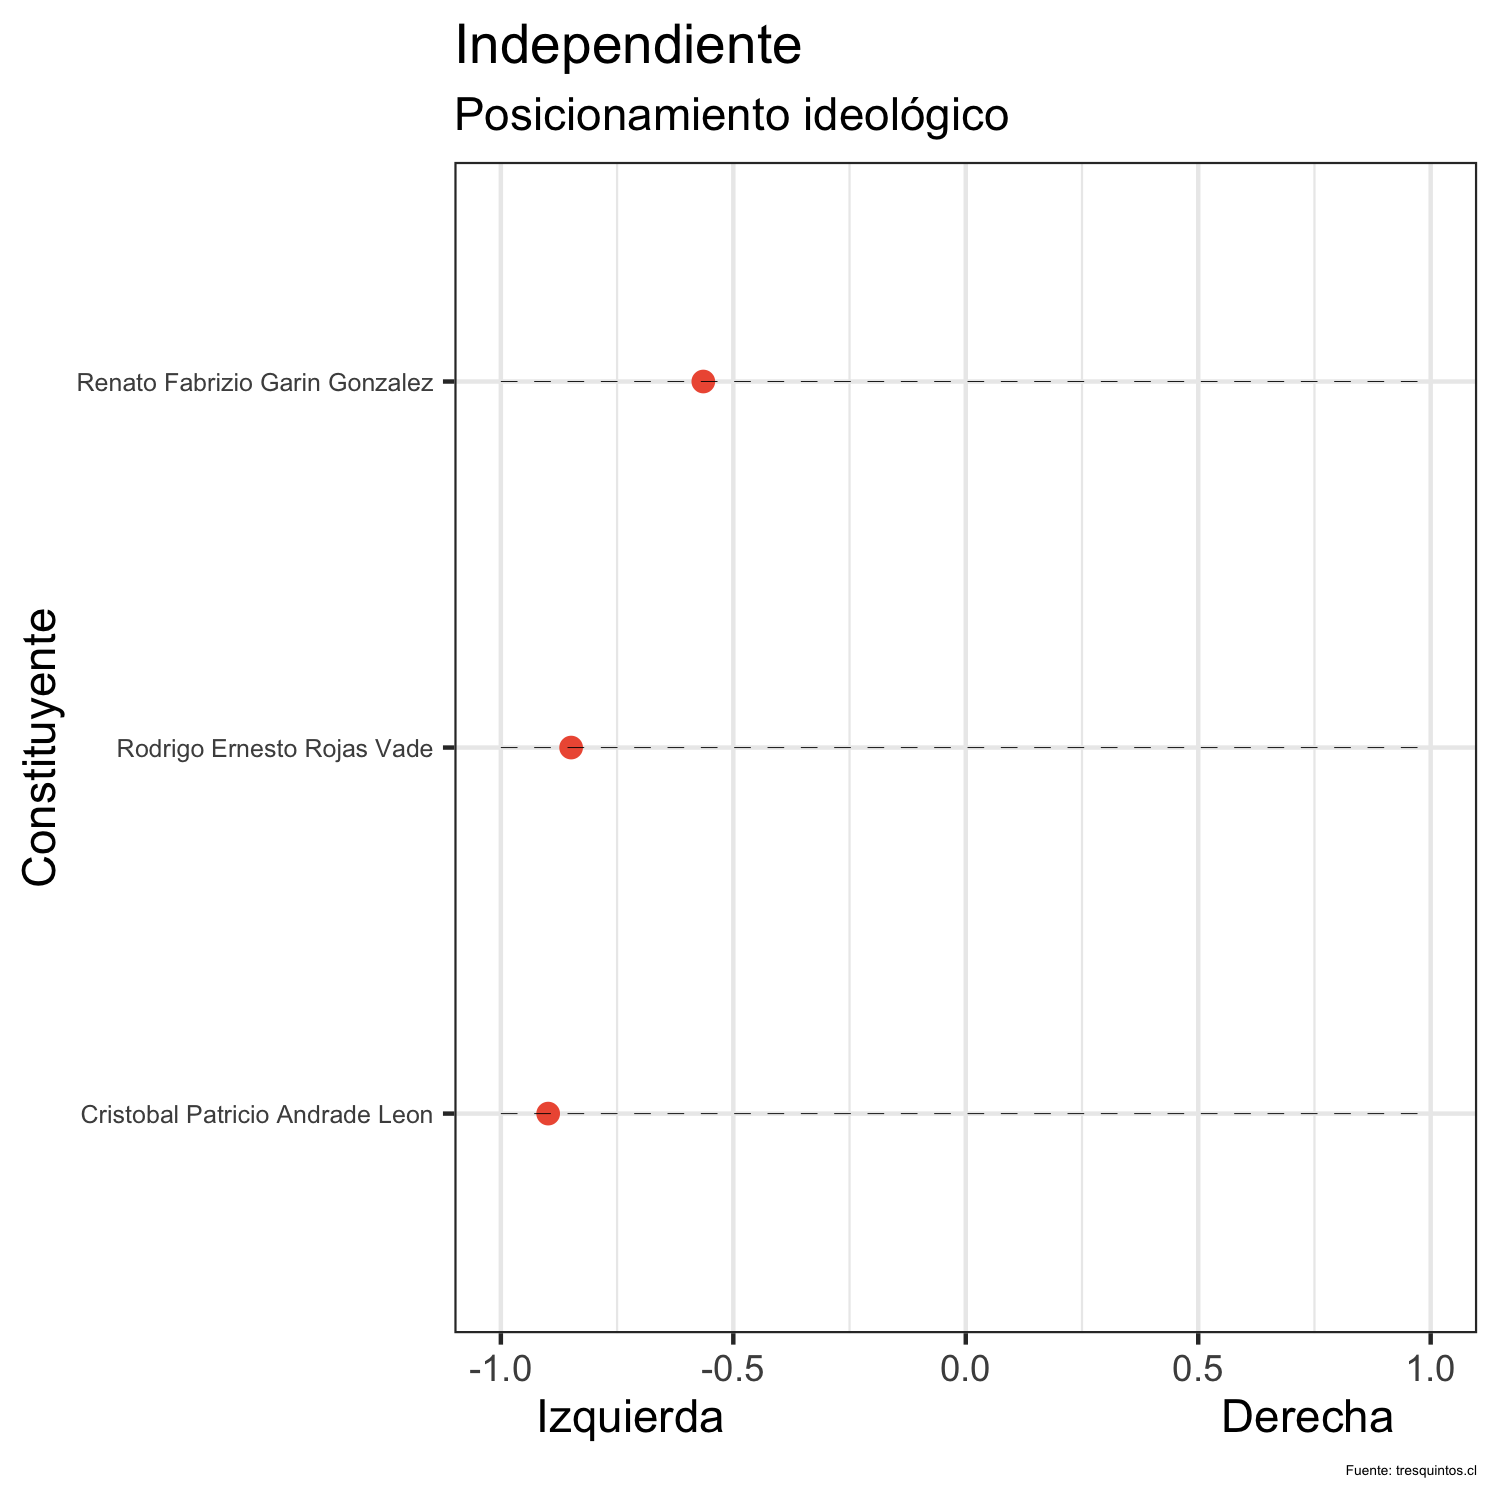 Independiente
Posicionamiento ideológico
Constituyente
Renato Fabrizio Garin Gonzalez
Rodrigo Ernesto Rojas Vade
Cristobal Patricio Andrade Leon
-1.0 -0.5 0.0 0.5 1.0
Izquierda Derecha
Fuente: tresquintos.cl